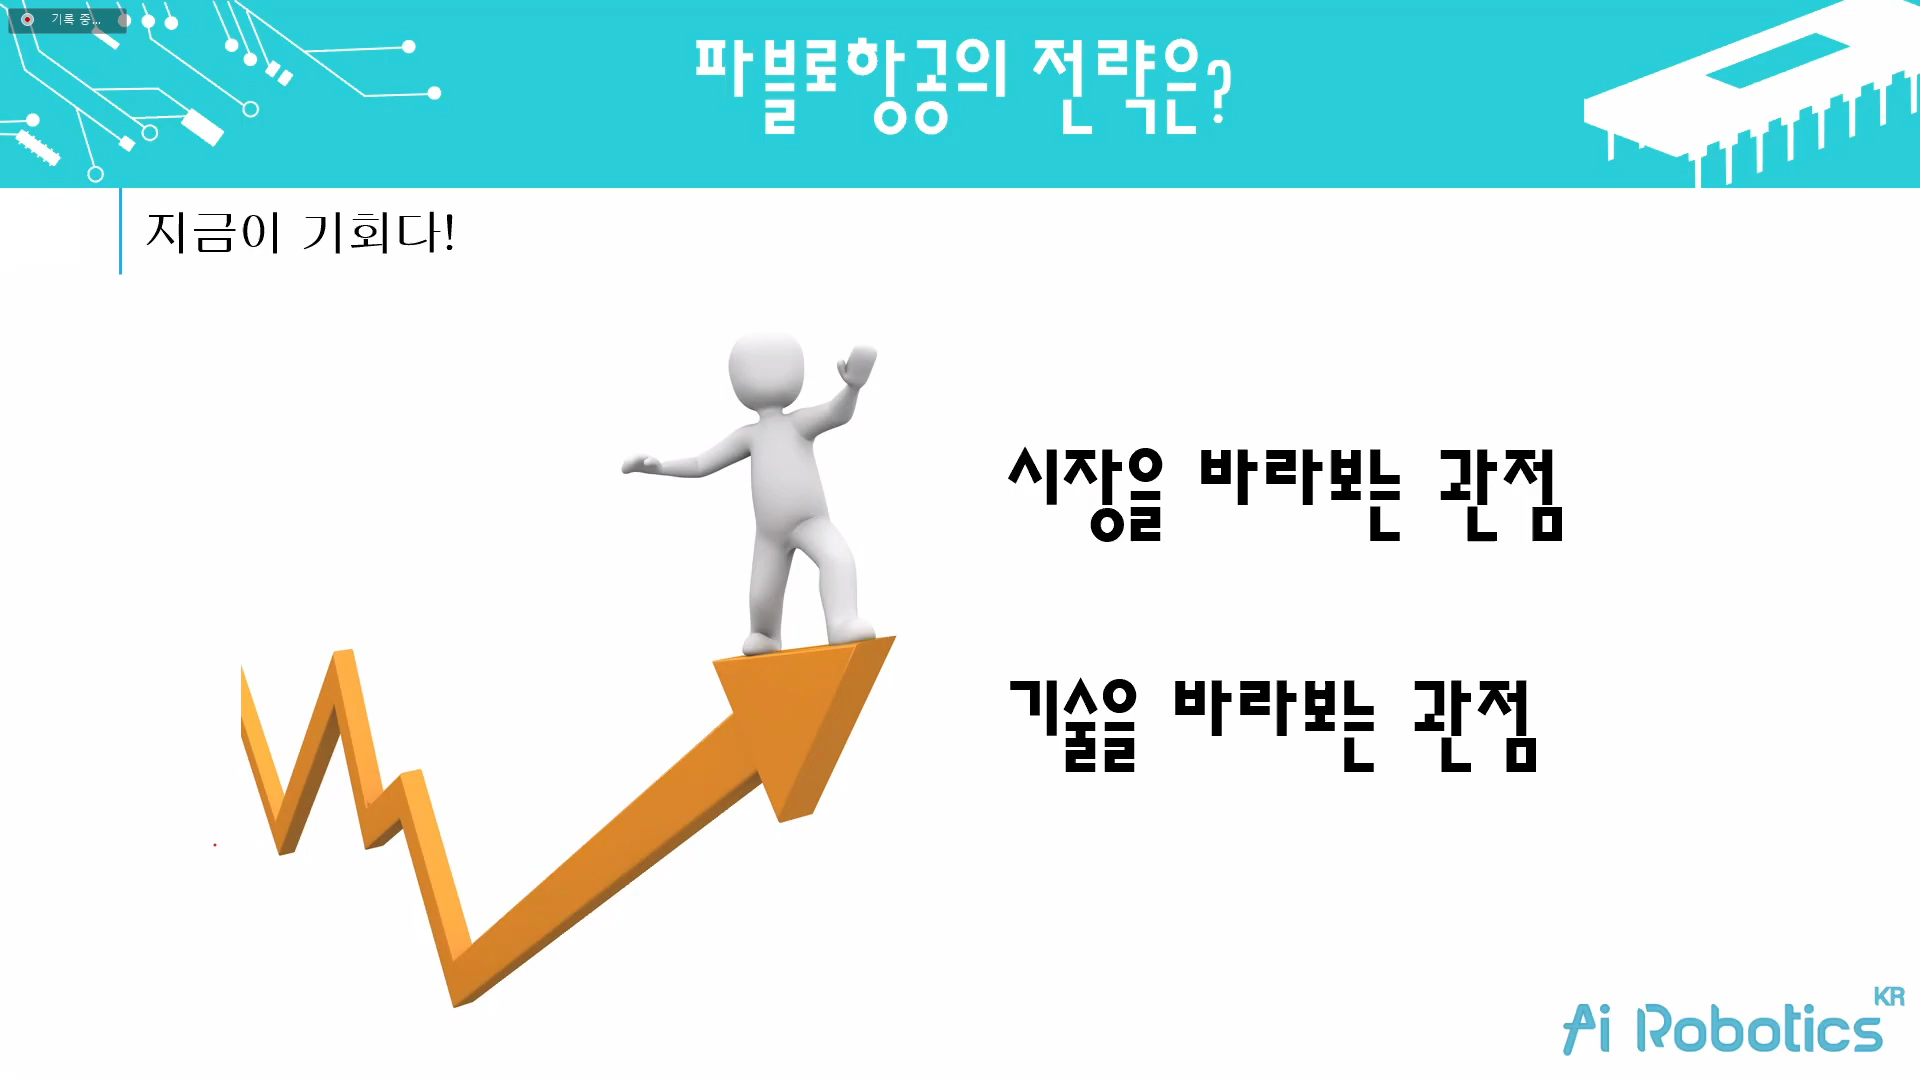 기록 중...
파블로항공의 전략은?
지금이 기회다!
시장을 바라보는 관점
기술을 바라보는 관점
Ai Robotics KR